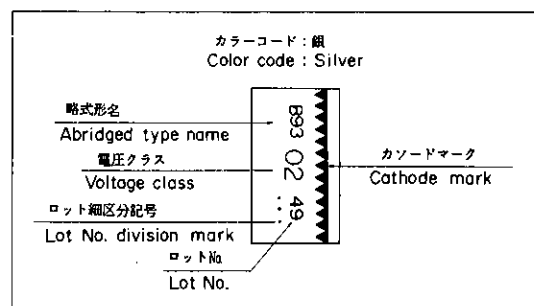 カラーコード：銀
Color code : Silver
略式形名
Abridged type name
電圧クラス
Voltage class
ロット細区分記号
Lot No. division mark
ロット№
Lot No.
B93 02 49
カソードマーク
Cathode mark